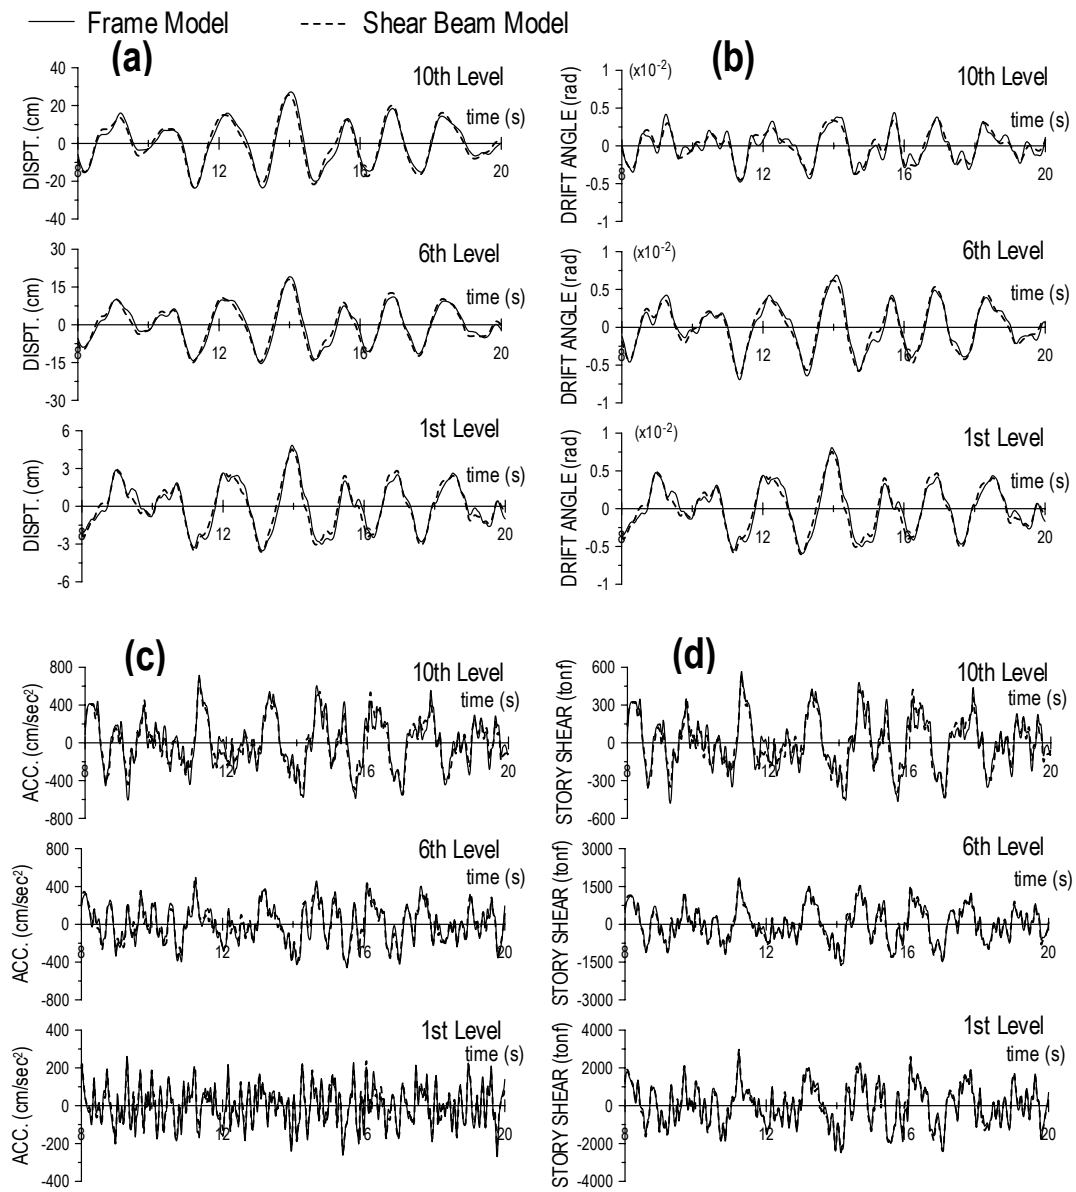 Frame Model Shear Beam Model
(a)
10th Level
time (s)
DISPT. (cm)
40
20
0
-20
-40
8 12 16 20
6th Level
time (s)
DISPT. (cm)
30
15
0
-15
-30
8 12 16 20
1st Level
time (s)
DISPT. (cm)
6
3
0
-3
-6
8 12 16 20
(b)
(x10-2)
10th Level
time (s)
DRIFT ANGLE (rad)
1
0.5
0
-0.5
-1
8 12 16 20
(x10-2)
6th Level
time (s)
DRIFT ANGLE (rad)
1
0.5
0
-0.5
-1
8 12 16 20
(x10-2)
1st Level
time (s)
DRIFT ANGLE (rad)
1
0.5
0
-0.5
-1
8 12 16 20
(c)
10th Level
time (s)
ACC. (cm/sec²)
800
400
0
-400
-800
8 12 16 20
6th Level
time (s)
ACC. (cm/sec²)
800
400
0
-400
-800
8 12 16 20
1st Level
time (s)
ACC. (cm/sec²)
400
200
0
-200
-400
8 12 16 20
(d)
10th Level
time (s)
STORY SHEAR (tonf)
600
300
0
-300
-600
8 12 16 20
6th Level
time (s)
STORY SHEAR (tonf)
3000
1500
0
-1500
-3000
8 12 16 20
1st Level
time (s)
STORY SHEAR (tonf)
4000
2000
0
-2000
-4000
8 12 16 20